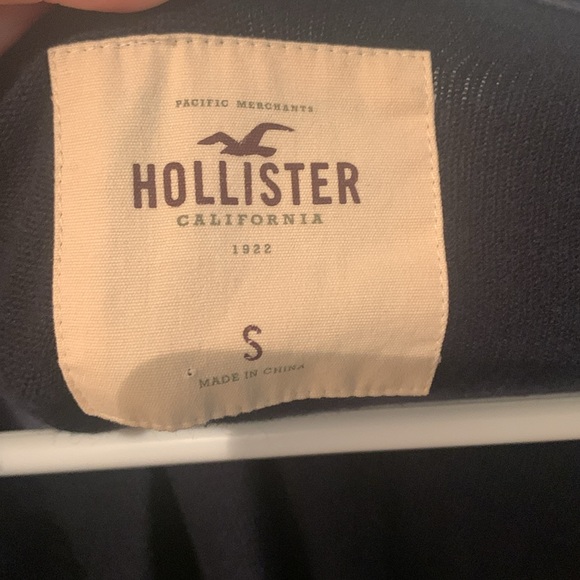 PACIFIC MERCHANTS
HOLLISTER
CALIFORNIA
1922
S
MADE IN CHINA